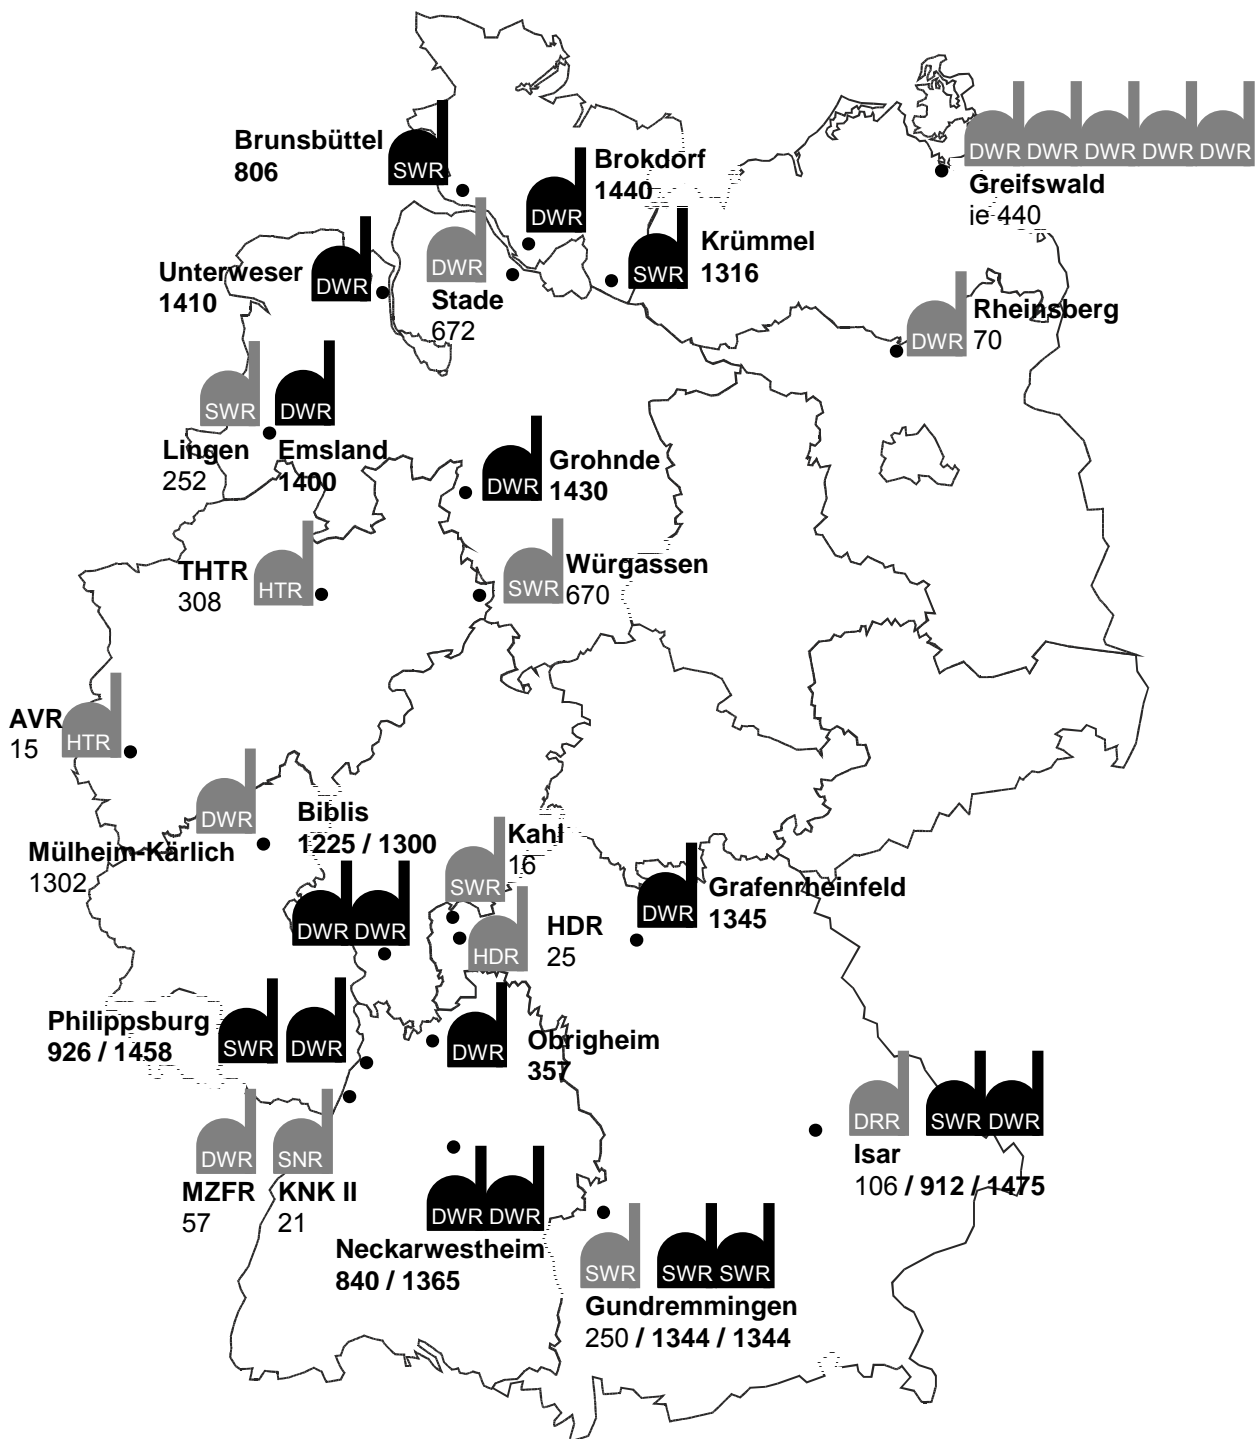 Brunsbüttel
806
SWR
Brokdorf
1440
DWR
DWR DWR DWR DWR DWR
Greifswald
ie 440
Unterweser
1410
DWR
DWR
Stade
672
SWR
Krümmel
1316
DWR
Rheinsberg
70
SWR DWR
Lingen Emsland
252 1400
DWR
Grohnde
1430
THTR
308
HTR
SWR
Würgassen
670
AVR
15
HTR
DWR
Mülheim-Kärlich
1302
Biblis
1225 / 1300
DWR DWR
Kahl
16
SWR
HDR
25
HDR
DWR
Grafenrheinfeld
1345
Philippsburg
926 / 1458
SWR DWR
DWR
Obrigheim
357
DWR SNR
MZFR KNK II
57 21
DRR SWR DWR
Isar
106 / 912 / 1475
DWR DWR
Neckarwestheim
840 / 1365
SWR SWR SWR
Gundremmingen
250 / 1344 / 1344